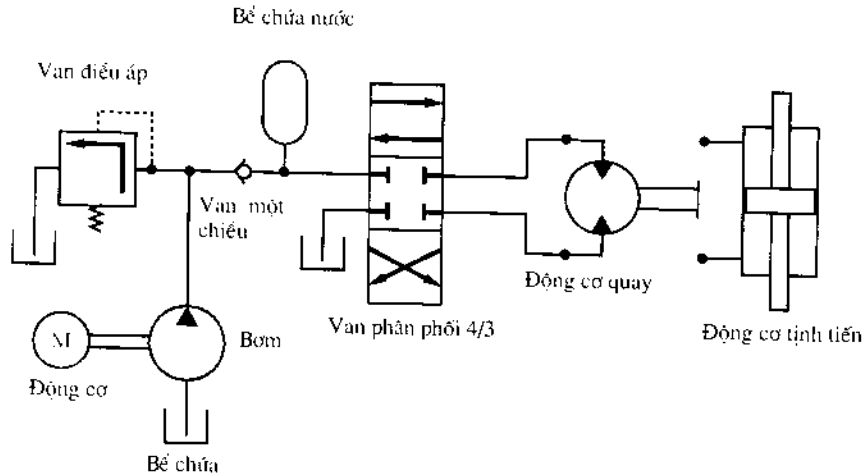 Bể chứa nước
Van điều áp
Van một
chiều
Động cơ quay
Van phân phối 4/3
Động cơ tịnh tiến
M
Bơm
Động cơ
Bể chứa